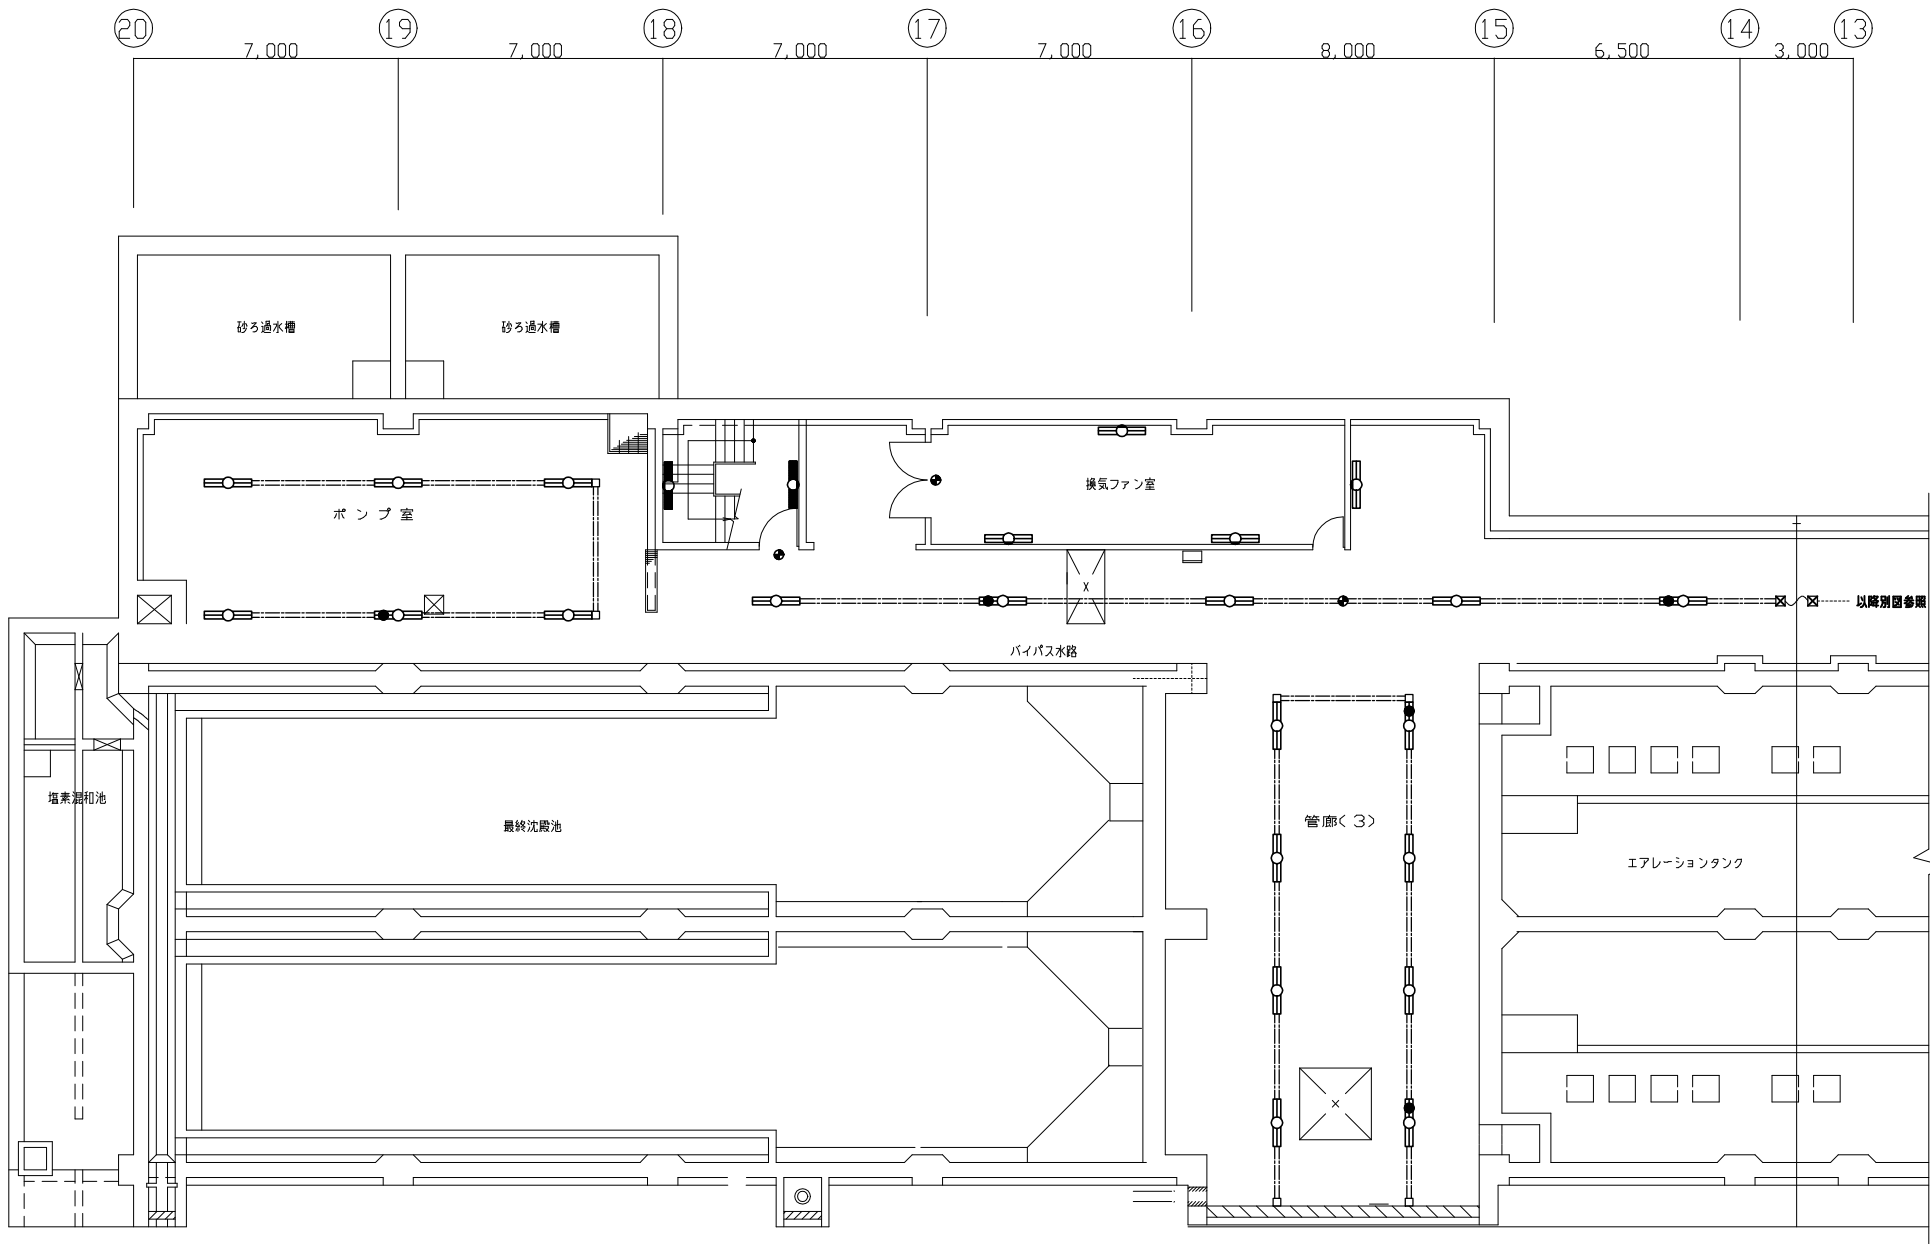 20 19 18 17 16 15 14 13
7,000 7,000 7,000 7,000 8,000 6,500 3,000
砂ろ過水槽 砂ろ過水槽
ポンプ室
換気ファン室
以降別図参照
バイパス水路
塩素混和池
最終沈殿池
管廊(3)
エアレーションタンク